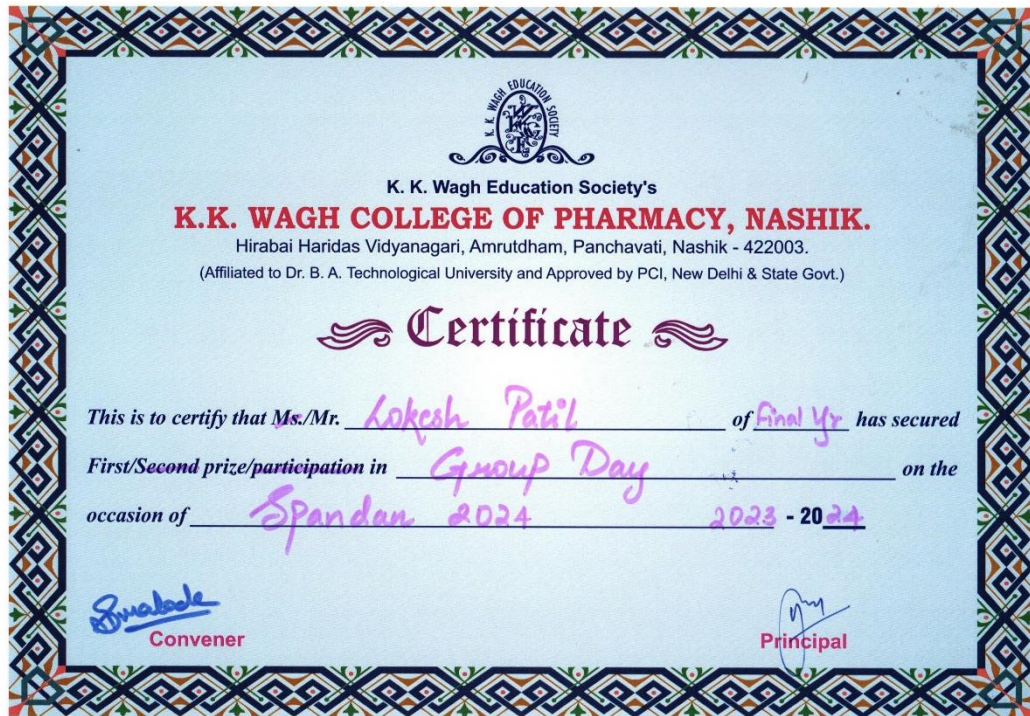 K. K. WAGH EDUCATION SOCIETY
K. K. Wagh Education Society's
K.K. WAGH COLLEGE OF PHARMACY, NASHIK.
Hirabai Haridas Vidyanagari, Amrutdham, Panchavati, Nashik - 422003.
(Affiliated to Dr. B. A. Technological University and Approved by PCI, New Delhi & State Govt.)
Certificate
This is to certify that Ms./Mr. Lokesh Patil of Final Yr has secured
First/Second prize/participation in Group Day on the
occasion of Spandan 2024 2023 - 2024
Convener Principal